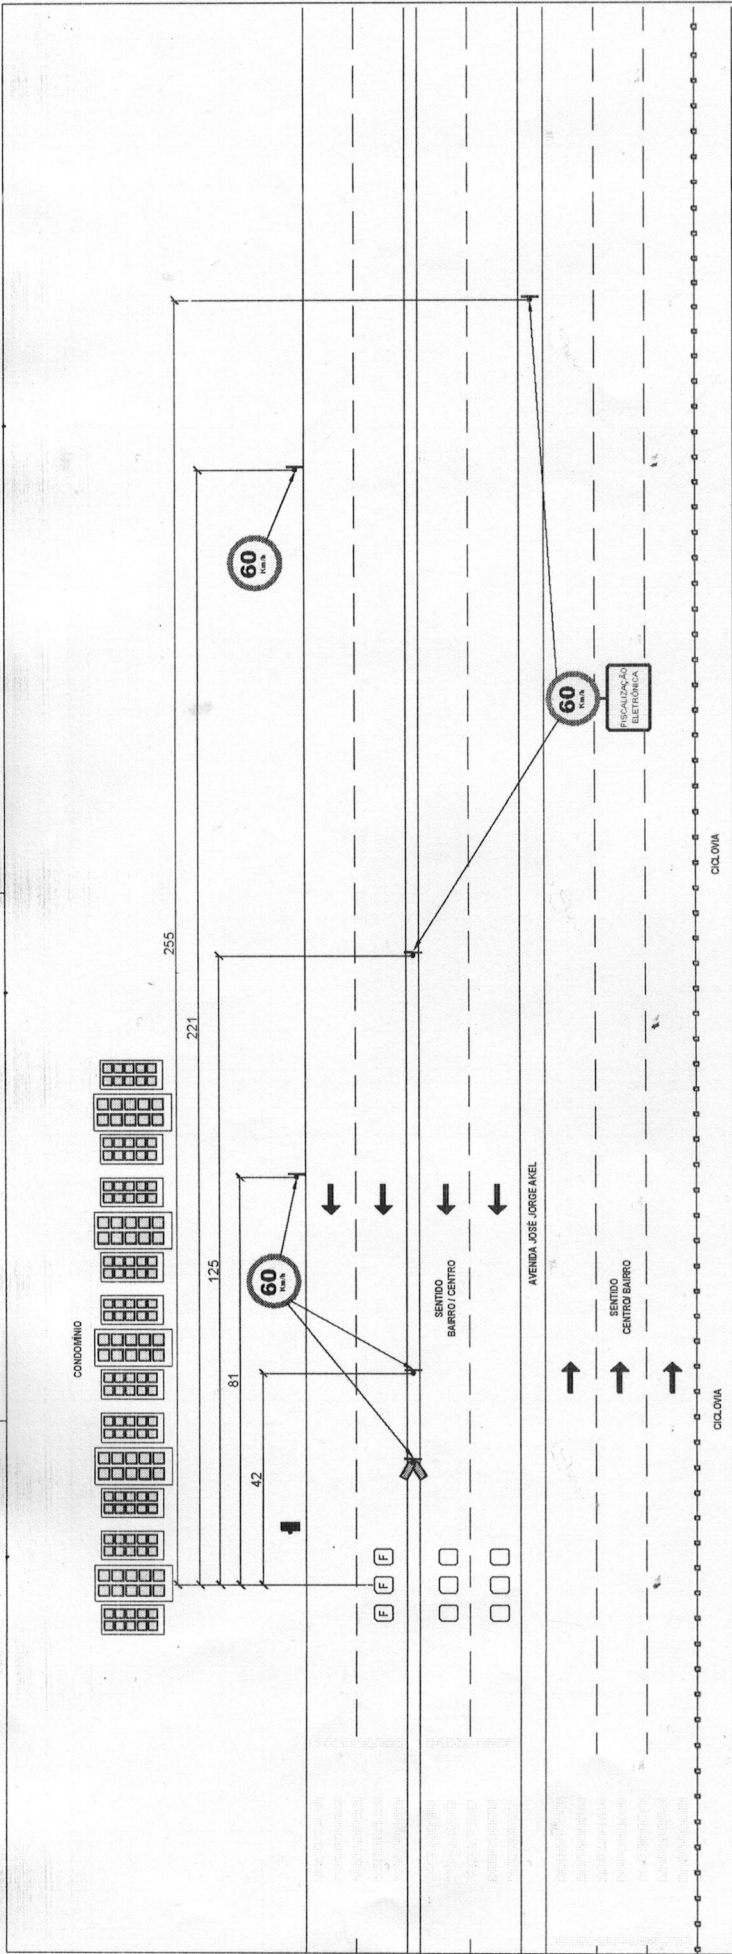 CONDOMÍNIO
255
221
125
81
42
60
Km/h
60
Km/h
60
Km/h
FISCALIZAÇÃO
ELETRÔNICA
F
F
F
SENTIDO
BAIRRO / CENTRO
AVENIDA JOSÉ JORGE AKEL
SENTIDO
CENTRO/ BAIRRO
CICLOVIA
CICLOVIA